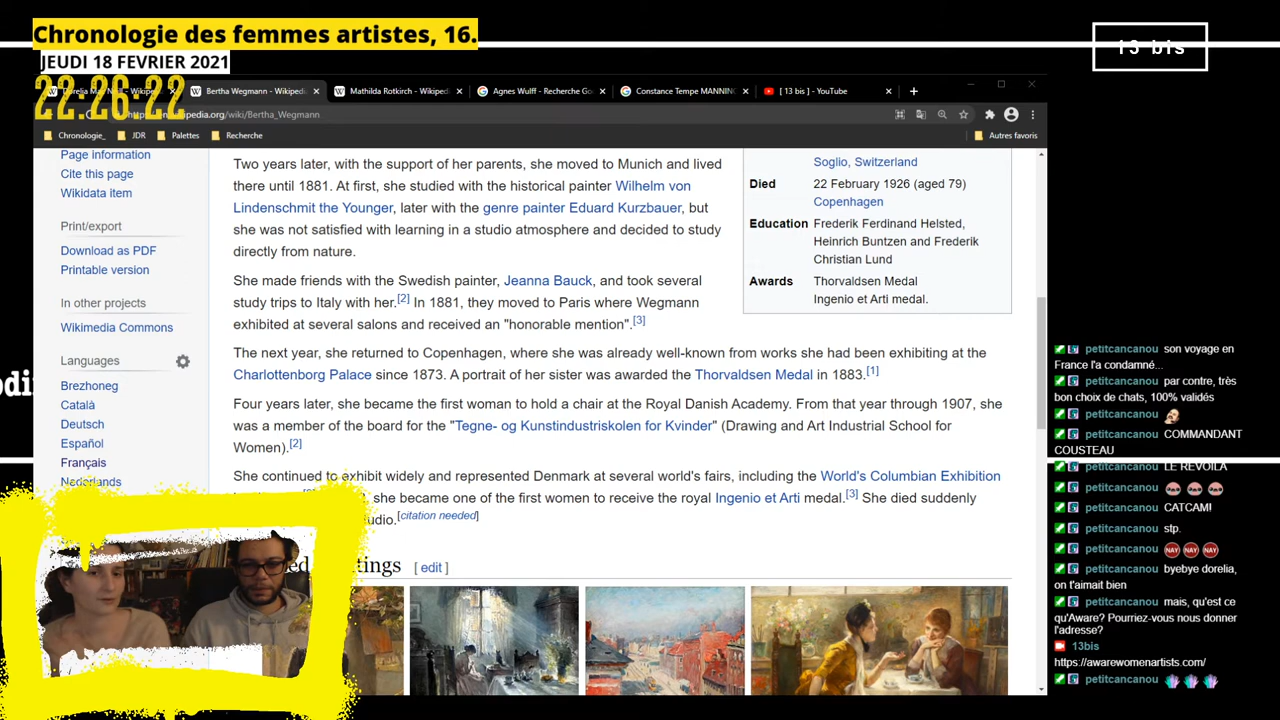 Chronologie des femmes artistes, 16.
JEUDI 18 FEVRIER 2021
22:26:22
13 bis
Bertha Wegmann - Wikiped
Mathilda Rotkirch - Wikiped
Agnes Wulff - Recherche Go
Constance Tempe MANNING
[ 13 bis ] - YouTube
pedia.org/wiki/Bertha_Wegmann
Chronologie_
JDR
Palettes
Recherche
Autres favoris
Page information
Cite this page
Wikidata item
Print/export
Download as PDF
Printable version
In other projects
Wikimedia Commons
Languages
Brezhoneg
Català
Deutsch
Español
Français
Nederlands
Two years later, with the support of her parents, she moved to Munich and lived
there until 1881. At first, she studied with the historical painter Wilhelm von
Lindenschmit the Younger, later with the genre painter Eduard Kurzbauer, but
she was not satisfied with learning in a studio atmosphere and decided to study
directly from nature.
She made friends with the Swedish painter, Jeanna Bauck, and took several
study trips to Italy with her.[2] In 1881, they moved to Paris where Wegmann
exhibited at several salons and received an "honorable mention".[3]
The next year, she returned to Copenhagen, where she was already well-known from works she had been exhibiting at the
Charlottenborg Palace since 1873. A portrait of her sister was awarded the Thorvaldsen Medal in 1883.[1]
Four years later, she became the first woman to hold a chair at the Royal Danish Academy. From that year through 1907, she
was a member of the board for the "Tegne- og Kunstindustriskolen for Kvinder" (Drawing and Art Industrial School for
Women).[2]
She continued to exhibit widely and represented Denmark at several world's fairs, including the World's Columbian Exhibition
she became one of the first women to receive the royal Ingenio et Arti medal.[3] She died suddenly
udio.[citation needed]
ed
tings [ edit ]
Soglio, Switzerland
Died 22 February 1926 (aged 79)
Copenhagen
Education Frederik Ferdinand Helsted,
Heinrich Buntzen and Frederik
Christian Lund
Awards Thorvaldsen Medal
Ingenio et Arti medal.
odi
petitcancanou son voyage en
France l'a condamné...
petitcancanou par contre, très
bon choix de chats, 100% validés
petitcancanou
petitcancanou COMMANDANT
COUSTEAU
petitcancanou LE REVOILA
petitcancanou
petitcancanou CATCAM!
petitcancanou stp.
petitcancanou NAY NAY NAY
petitcancanou byebye dorelia,
on t'aimait bien
petitcancanou mais, qu'est ce
qu'Aware? Pourriez-vous nous donner
l'adresse?
13bis
https://awarewomenartists.com/
petitcancanou